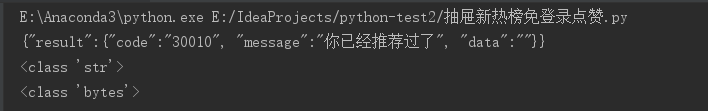 E:\Anaconda3\python.exe E:/IdeaProjects/python-test2/抽屉新热榜免登录点赞.py
{"result":{"code":"30010", "message":"你已经推荐过了", "data":""}}
<class 'str'>
<class 'bytes'>